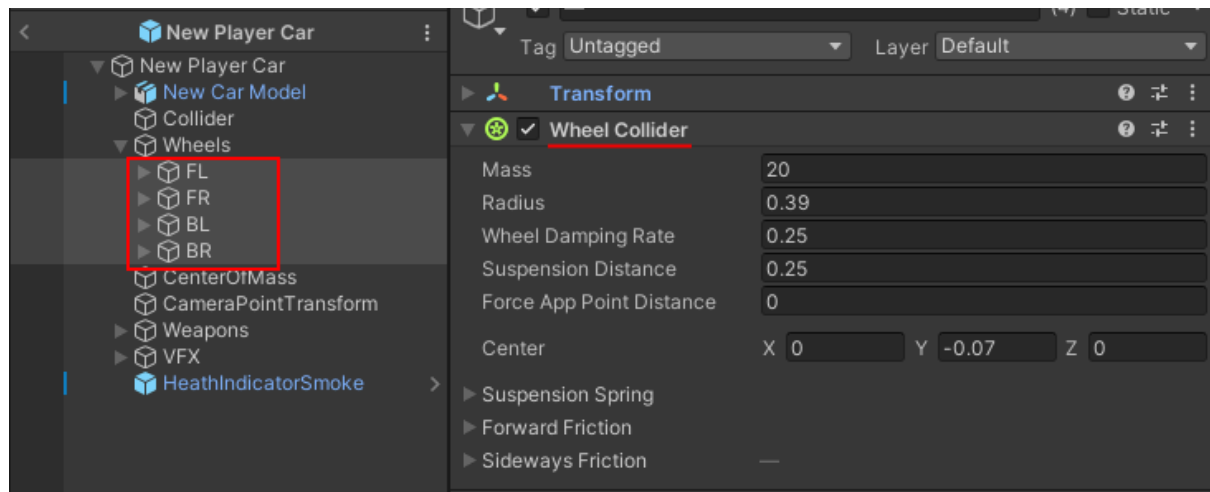 New Player Car
New Player Car
New Car Model
Collider
Wheels
FL
FR
BL
BR
CenterOfMass
CameraPointTransform
Weapons
VFX
HeathIndicatorSmoke
(4) Static
Tag Untagged Layer Default
Transform
Wheel Collider
Mass 20
Radius 0.39
Wheel Damping Rate 0.25
Suspension Distance 0.25
Force App Point Distance 0
Center X 0 Y -0.07 Z 0
Suspension Spring
Forward Friction
Sideways Friction —